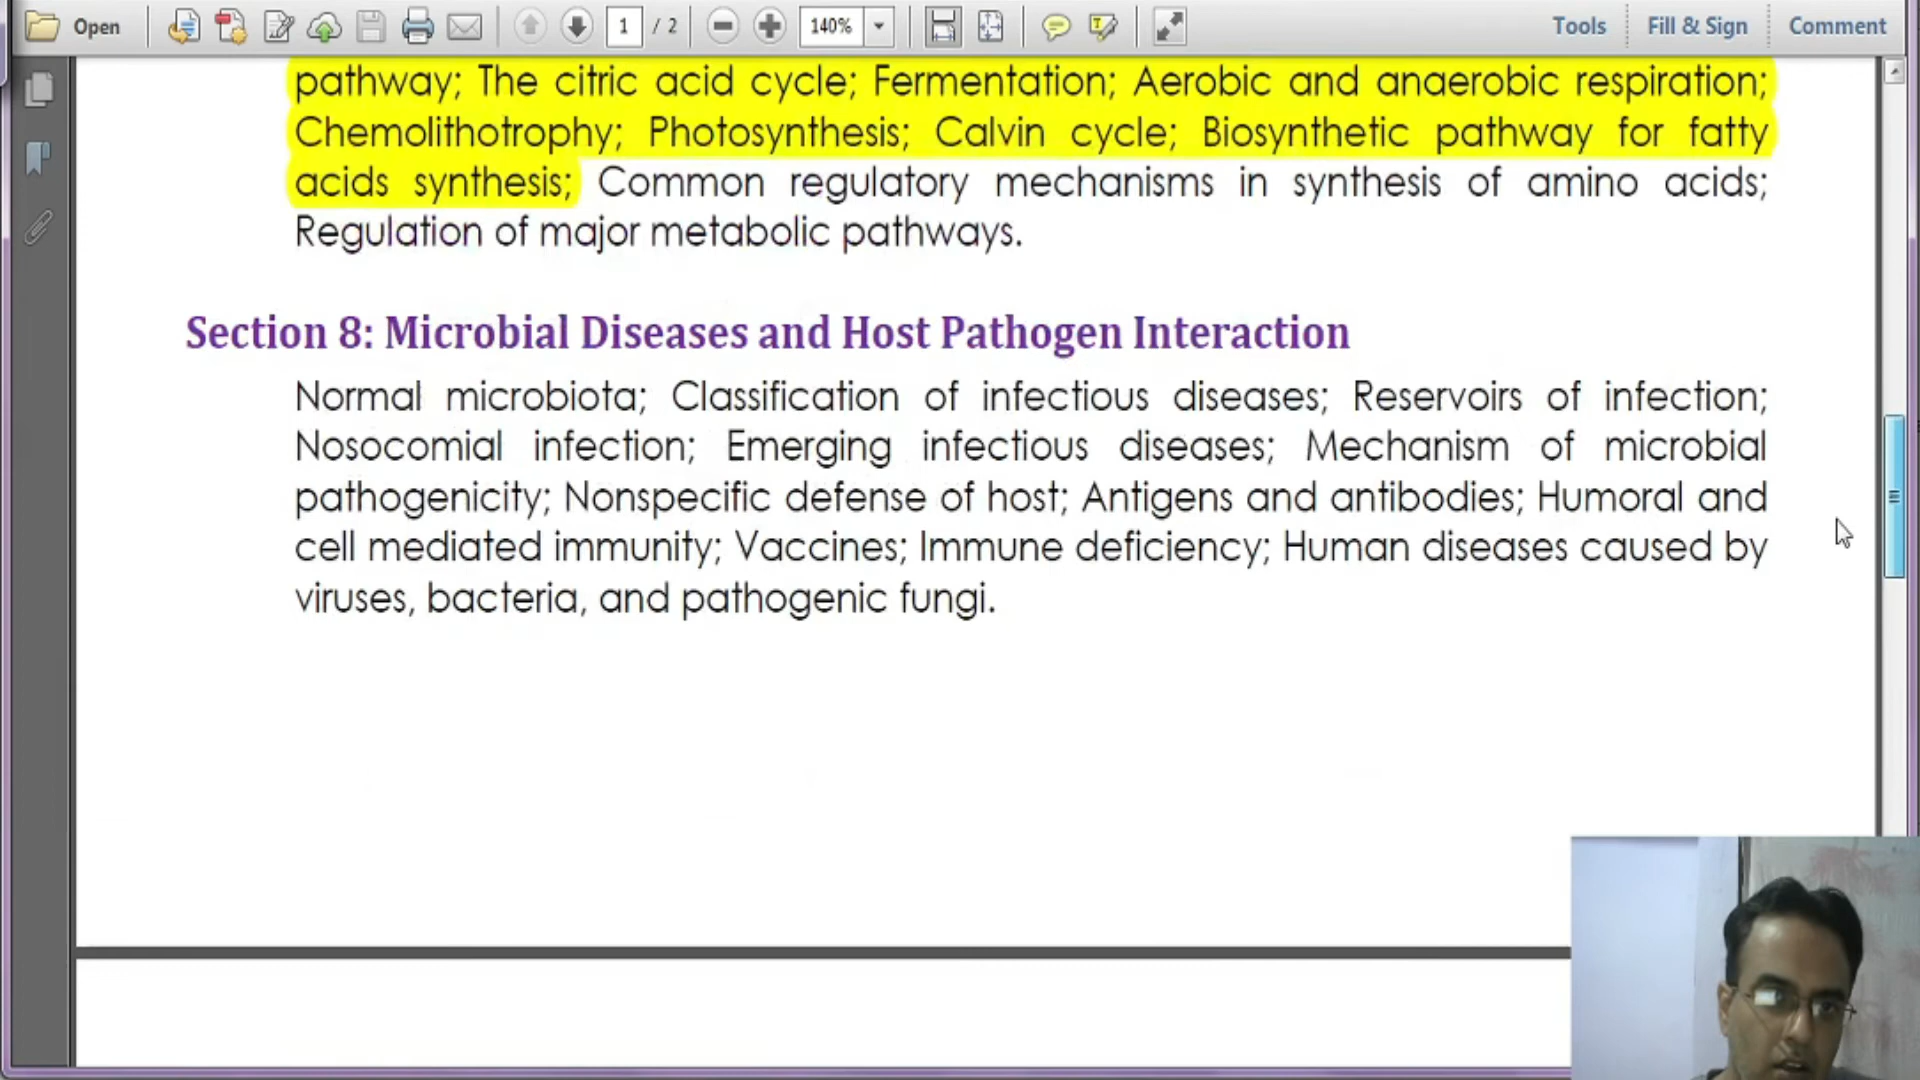 Open
1 / 2
140%
Tools
Fill & Sign
Comment
pathway; The citric acid cycle; Fermentation; Aerobic and anaerobic respiration;
Chemolithotrophy; Photosynthesis; Calvin cycle; Biosynthetic pathway for fatty
acids synthesis; Common regulatory mechanisms in synthesis of amino acids;
Regulation of major metabolic pathways.
Section 8: Microbial Diseases and Host Pathogen Interaction
Normal microbiota; Classification of infectious diseases; Reservoirs of infection;
Nosocomial infection; Emerging infectious diseases; Mechanism of microbial
pathogenicity; Nonspecific defense of host; Antigens and antibodies; Humoral and
cell mediated immunity; Vaccines; Immune deficiency; Human diseases caused by
viruses, bacteria, and pathogenic fungi.